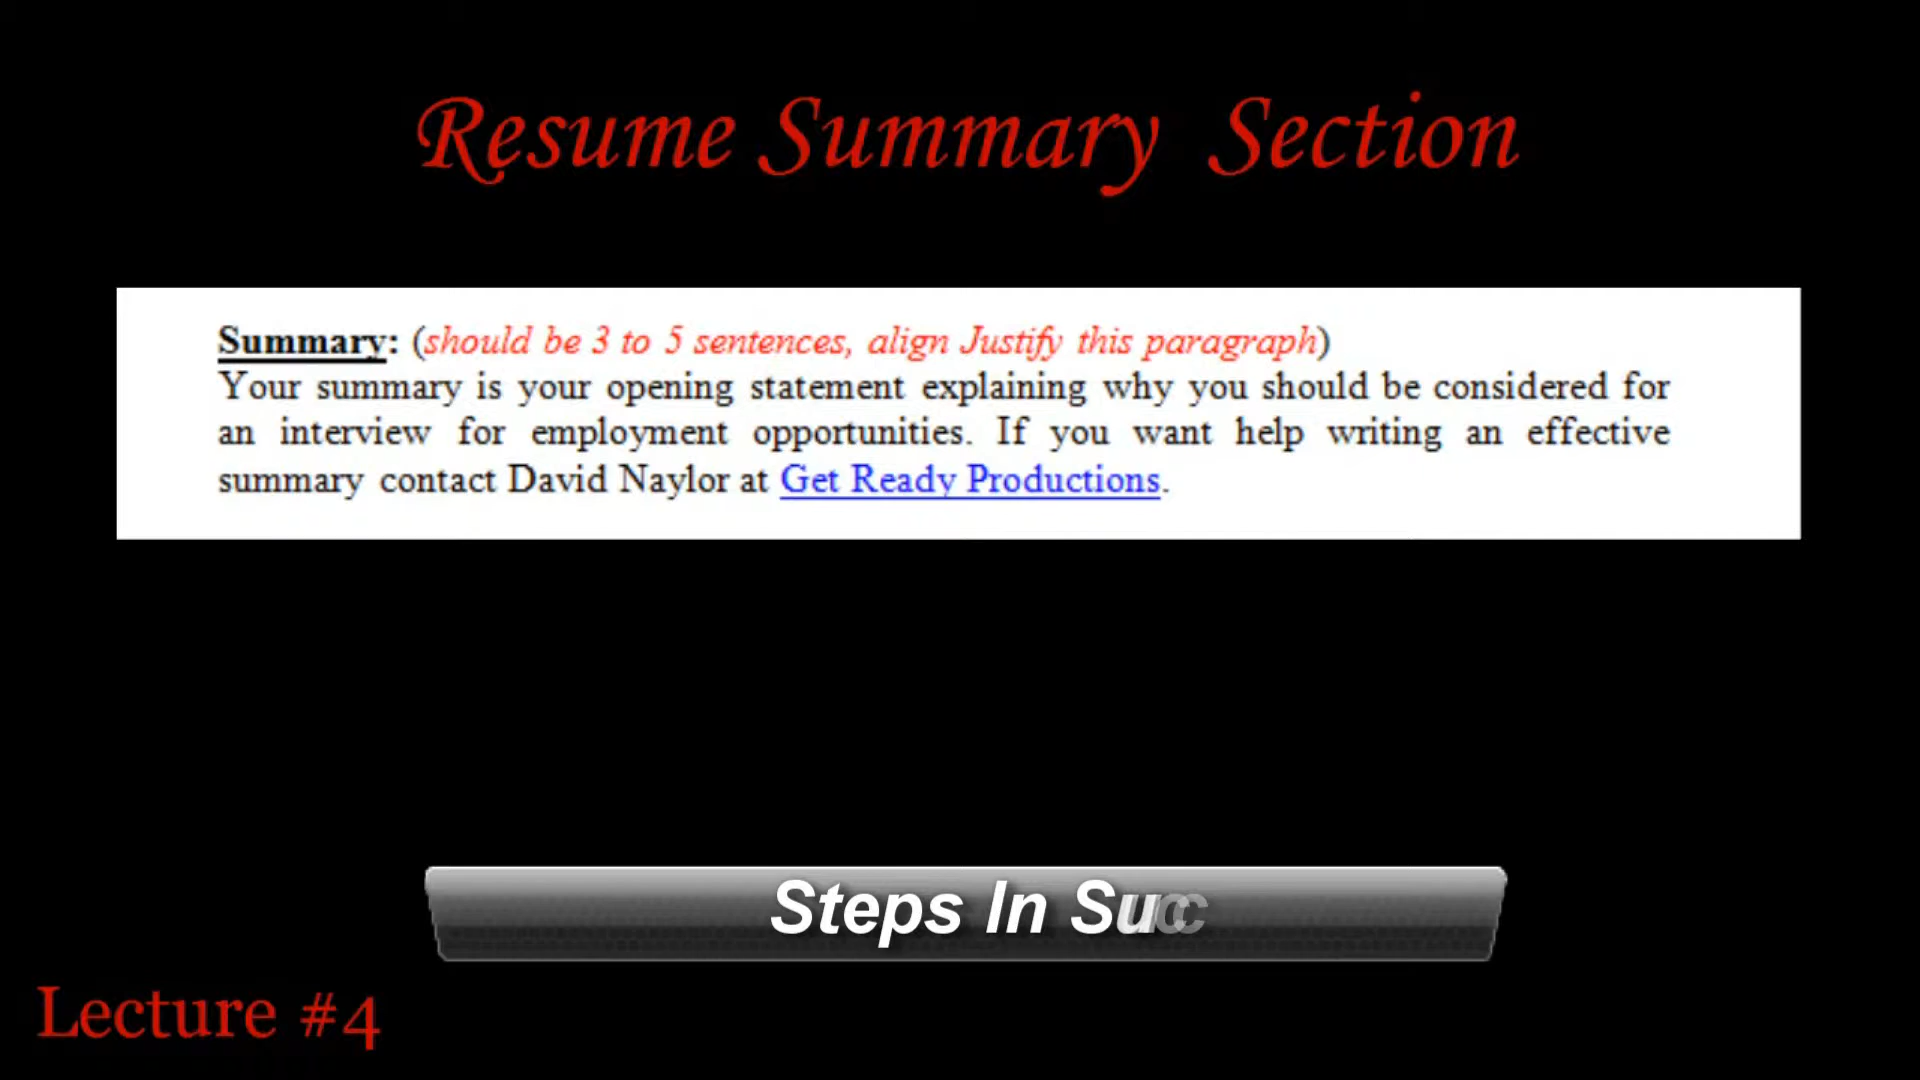 Resume Summary Section
Summary: (should be 3 to 5 sentences, align Justify this paragraph)
Your summary is your opening statement explaining why you should be considered for
an interview for employment opportunities. If you want help writing an effective
summary contact David Naylor at Get Ready Productions.
Steps In Succ
Lecture #4